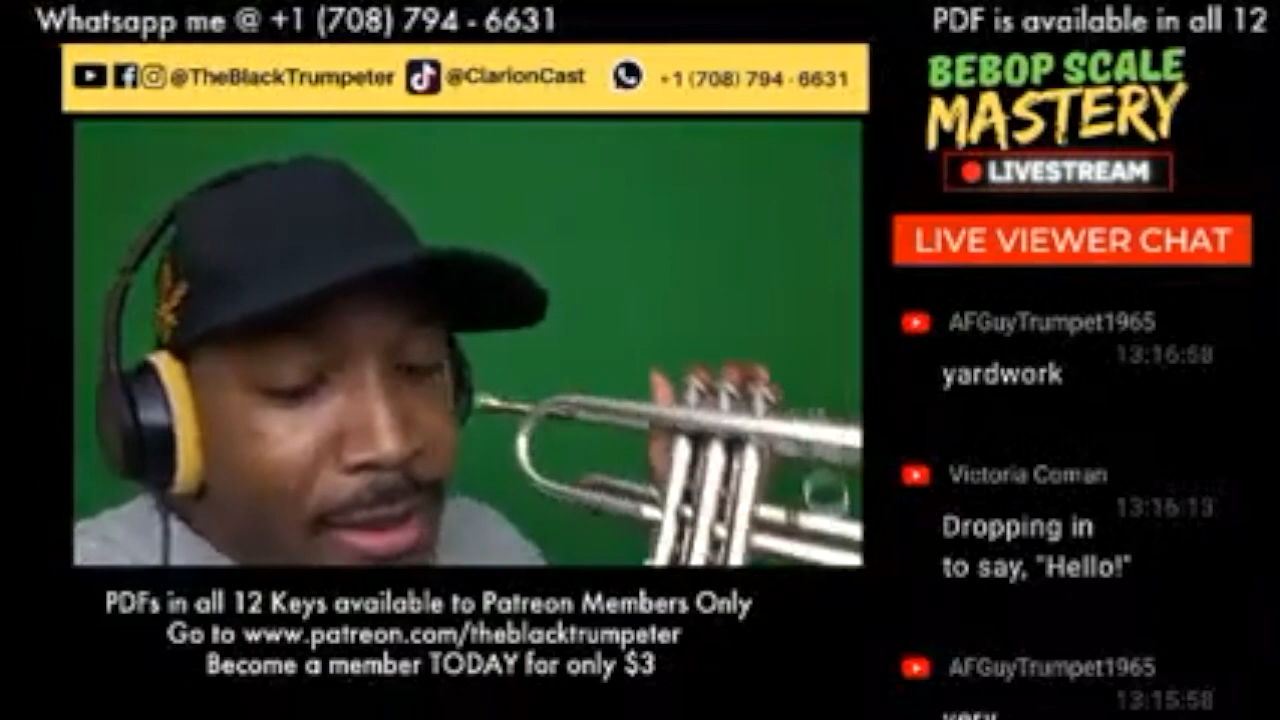 Whatsapp me @ +1 (708) 794 - 6631
PDF is available in all 12
@TheBlackTrumpeter @ClarionCast +1 (708) 794 - 6631
BEBOP SCALE
MASTERY
LIVESTREAM
LIVE VIEWER CHAT
AFGuyTrumpet1965
13:16:58
yardwork
Victoria Coman
13:16:13
Dropping in
to say, "Hello!"
AFGuyTrumpet1965
13:15:58
very
PDFs in all 12 Keys available to Patreon Members Only
Go to www.patreon.com/theblacktrumpeter
Become a member TODAY for only $3